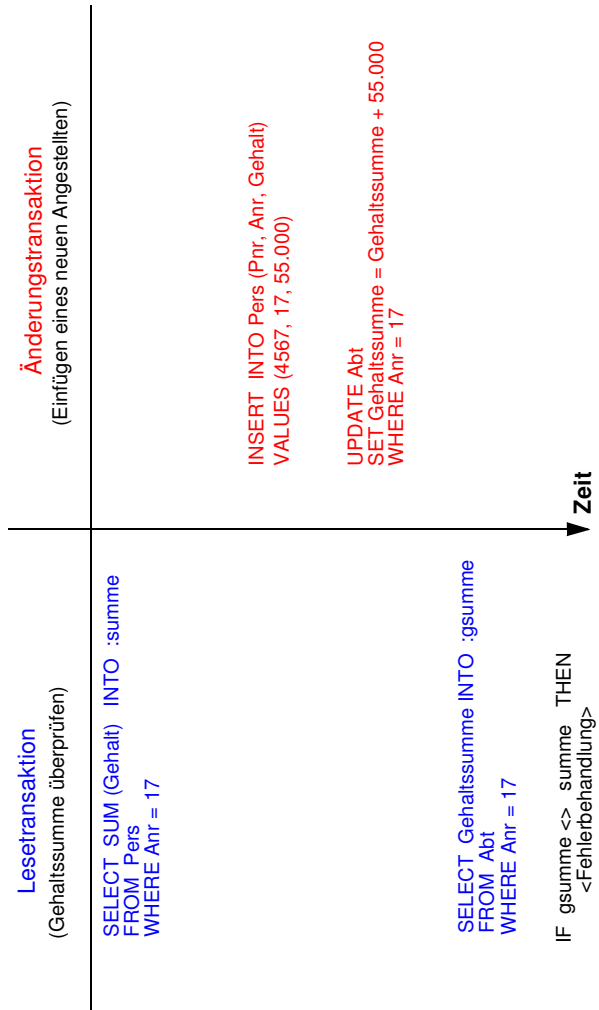 Lesetransaktion
(Gehaltssumme überprüfen)
Änderungstransaktion
(Einfügen eines neuen Angestellten)
SELECT SUM (Gehalt) INTO :summe
FROM Pers
WHERE Anr = 17
INSERT INTO Pers (Pnr, Anr, Gehalt)
VALUES (4567, 17, 55.000)
UPDATE Abt
SET Gehaltssumme = Gehaltssumme + 55.000
WHERE Anr = 17
SELECT Gehaltssumme INTO :gsumme
FROM Abt
WHERE Anr = 17
IF gsumme <> summe THEN
<Fehlerbehandlung>
Zeit